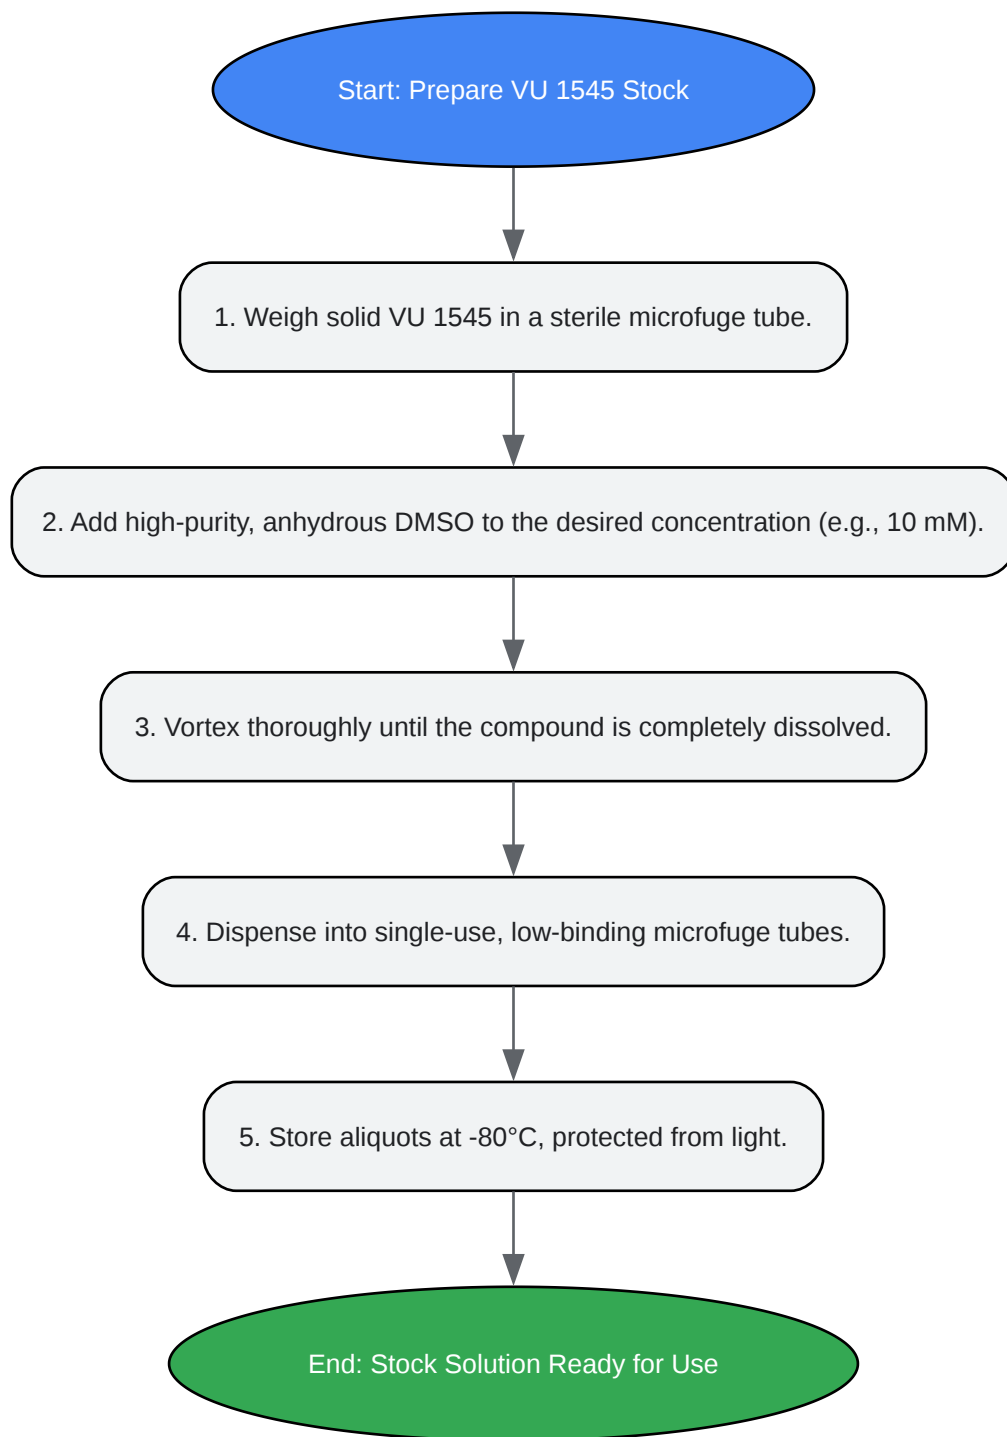 Start: Prepare VU 1545 Stock
1. Weigh solid VU 1545 in a sterile microfuge tube.
2. Add high-purity, anhydrous DMSO to the desired concentration (e.g., 10 mM).
3. Vortex thoroughly until the compound is completely dissolved.
4. Dispense into single-use, low-binding microfuge tubes.
5. Store aliquots at -80°C, protected from light.
End: Stock Solution Ready for Use